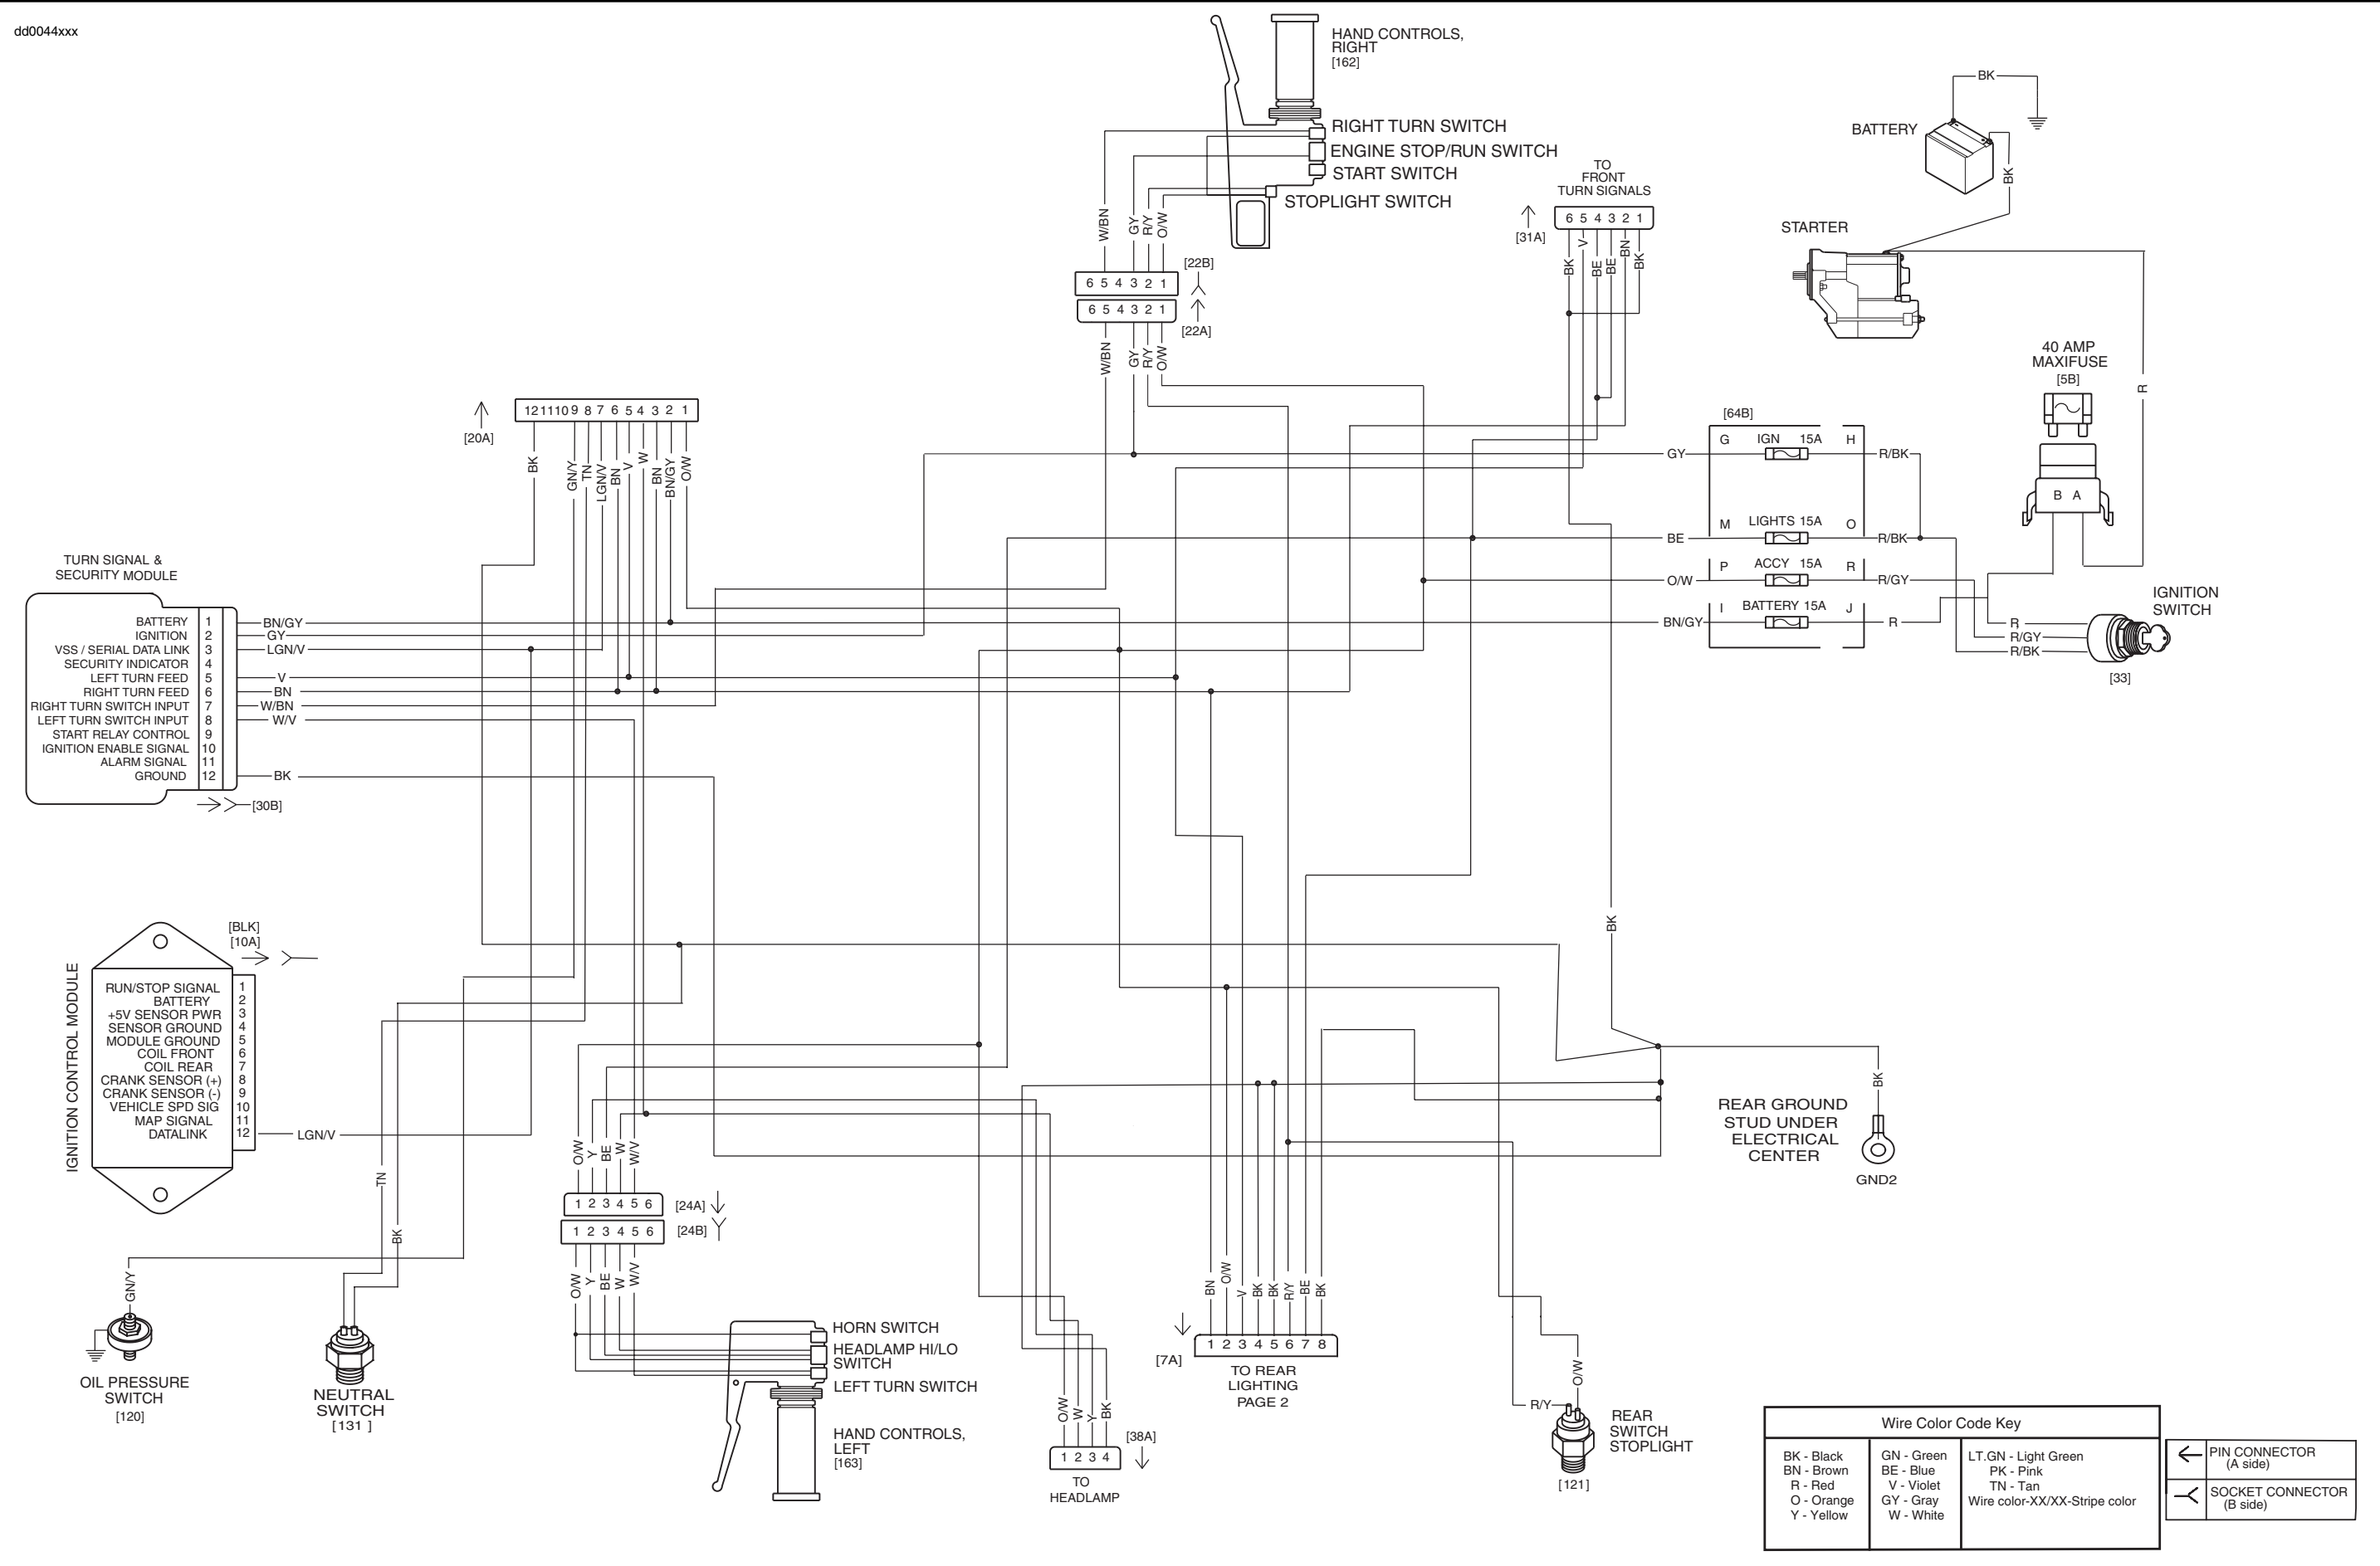 dd0044xxx
HAND CONTROLS,
RIGHT
[162]
RIGHT TURN SWITCH
ENGINE STOP/RUN SWITCH
START SWITCH
STOPLIGHT SWITCH
W/BN
GY
R/Y
O/W
[22B]
6 5 4 3 2 1
6 5 4 3 2 1
[22A]
W/BN
GY
R/Y
O/W
TO
FRONT
TURN SIGNALS
[31A]
6 5 4 3 2 1
BK
V
BE
BE
BN
BK
BATTERY
BK
BK
STARTER
40 AMP
MAXIFUSE
[5B]
B A
R
[64B]
GY
G IGN 15A H
R/BK
BE
M LIGHTS 15A O
R/BK
O/W
P ACCY 15A R
R/GY
BN/GY
I BATTERY 15A J
R
IGNITION
SWITCH
R
R/GY
R/BK
[33]
[20A]
12 11 10 9 8 7 6 5 4 3 2 1
BK
GN/Y
TN
LGN/V
BN
V
W
BN
BN/GY
O/W
TURN SIGNAL &
SECURITY MODULE
BATTERY 1 BN/GY
IGNITION 2 GY
VSS / SERIAL DATA LINK 3 LGN/V
SECURITY INDICATOR 4
LEFT TURN FEED 5 V
RIGHT TURN FEED 6 BN
RIGHT TURN SWITCH INPUT 7 W/BN
LEFT TURN SWITCH INPUT 8 W/V
START RELAY CONTROL 9
IGNITION ENABLE SIGNAL 10
ALARM SIGNAL 11
GROUND 12 BK
[30B]
[BLK]
[10A]
IGNITION CONTROL MODULE
RUN/STOP SIGNAL 1
BATTERY 2
+5V SENSOR PWR 3
SENSOR GROUND 4
MODULE GROUND 5
COIL FRONT 6
COIL REAR 7
CRANK SENSOR (+) 8
CRANK SENSOR (-) 9
VEHICLE SPD SIG 10
MAP SIGNAL 11
DATALINK 12 LGN/V
TN
BK
GN/Y
OIL PRESSURE
SWITCH
[120]
NEUTRAL
SWITCH
[131 ]
O/W
Y
BE
W
W/V
1 2 3 4 5 6
[24A]
1 2 3 4 5 6
[24B]
O/W
Y
BE
W
W/V
HORN SWITCH
HEADLAMP HI/LO
SWITCH
LEFT TURN SWITCH
HAND CONTROLS,
LEFT
[163]
O/W
W
Y
BK
[38A]
1 2 3 4
TO
HEADLAMP
BN
O/W
V
BK
BK
R/Y
BE
BK
[7A]
1 2 3 4 5 6 7 8
TO REAR
LIGHTING
PAGE 2
R/Y
O/W
REAR
SWITCH
STOPLIGHT
[121]
BK
BK
REAR GROUND
STUD UNDER
ELECTRICAL
CENTER
GND2
Wire Color Code Key
BK - Black
BN - Brown
R - Red
O - Orange
Y - Yellow
GN - Green
BE - Blue
V - Violet
GY - Gray
W - White
LT.GN - Light Green
PK - Pink
TN - Tan
Wire color-XX/XX-Stripe color
PIN CONNECTOR
(A side)
SOCKET CONNECTOR
(B side)